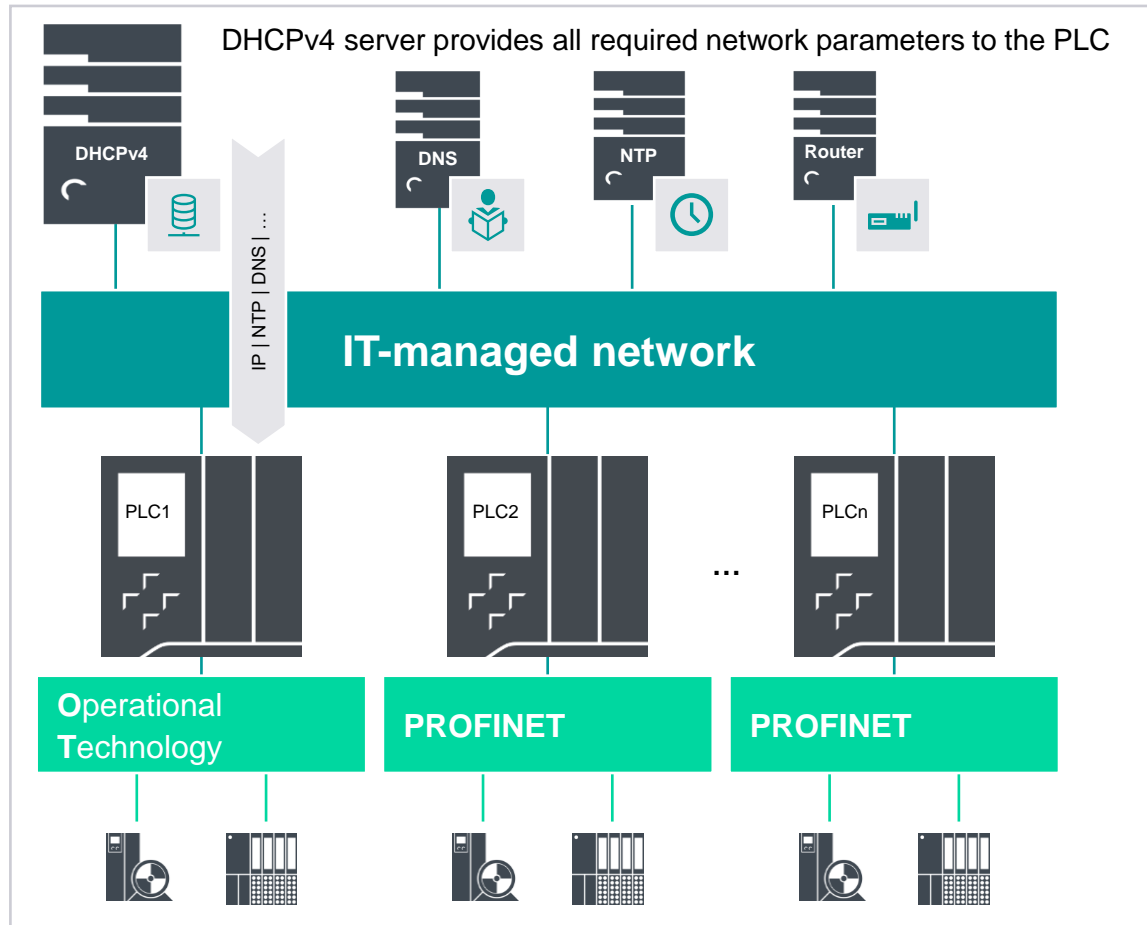 DHCPv4 server provides all required network parameters to the PLC
DHCPv4
DNS
NTP
Router
IP | NTP | DNS | …
IT-managed network
PLC1
PLC2
PLCn
...
Operational
Technology
PROFINET
PROFINET